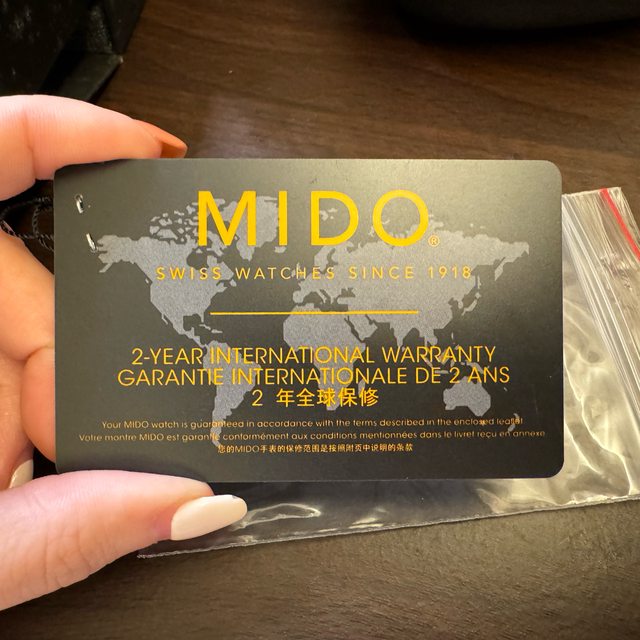 MIDO®
SWISS WATCHES SINCE 1918
2-YEAR INTERNATIONAL WARRANTY
GARANTIE INTERNATIONALE DE 2 ANS
2 年全球保修
Your MIDO watch is guaranteed in accordance with the terms described in the enclosed leaflet
Votre montre MIDO est garantie conformément aux conditions mentionnées dans le livret reçu en annexe
您的MIDO手表的保修范围是按照附页中说明的条款